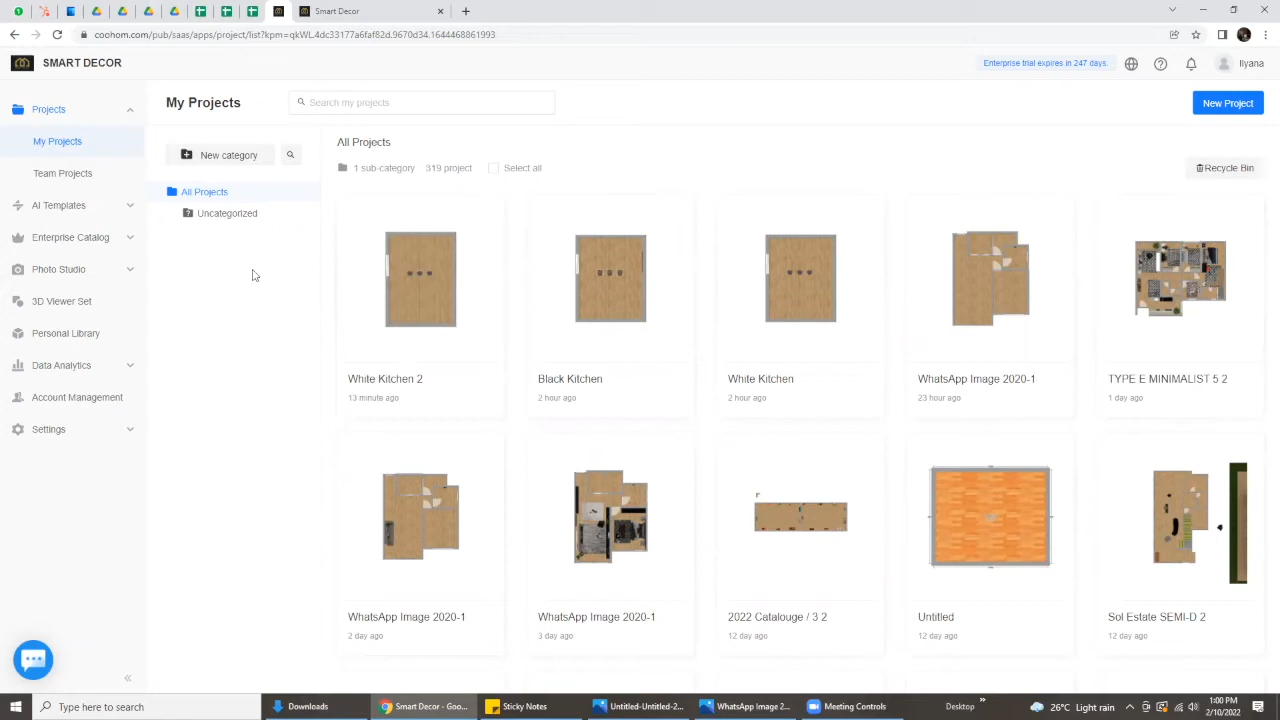 Smart Decor
coohom.com/pub/saas/apps/project/list?kpm=qkWL.4dc33177a6faf82d.9670d34.1644468861993
SMART DECOR
Enterprise trial expires in 247 days.
liyana
Projects
My Projects
Team Projects
AI Templates
Enterprise Catalog
Photo Studio
3D Viewer Set
Personal Library
Data Analytics
Account Management
Settings
My Projects
Search my projects
New Project
New category
All Projects
Uncategorized
All Projects
1 sub-category 319 project Select all
Recycle Bin
White Kitchen 2
13 minute ago
Black Kitchen
2 hour ago
White Kitchen
2 hour ago
WhatsApp Image 2020-1
23 hour ago
TYPE E MINIMALIST 5 2
1 day ago
WhatsApp Image 2020-1
2 day ago
WhatsApp Image 2020-1
3 day ago
2022 Catalouge / 3 2
12 day ago
Untitled
12 day ago
Sol Estate SEMI-D 2
12 day ago
Type here to search
Downloads
Smart Decor - Goo...
Sticky Notes
Untitled-Untitled-2...
WhatsApp Image 2...
Meeting Controls
Desktop
26°C Light rain
1:00 PM
2/10/2022